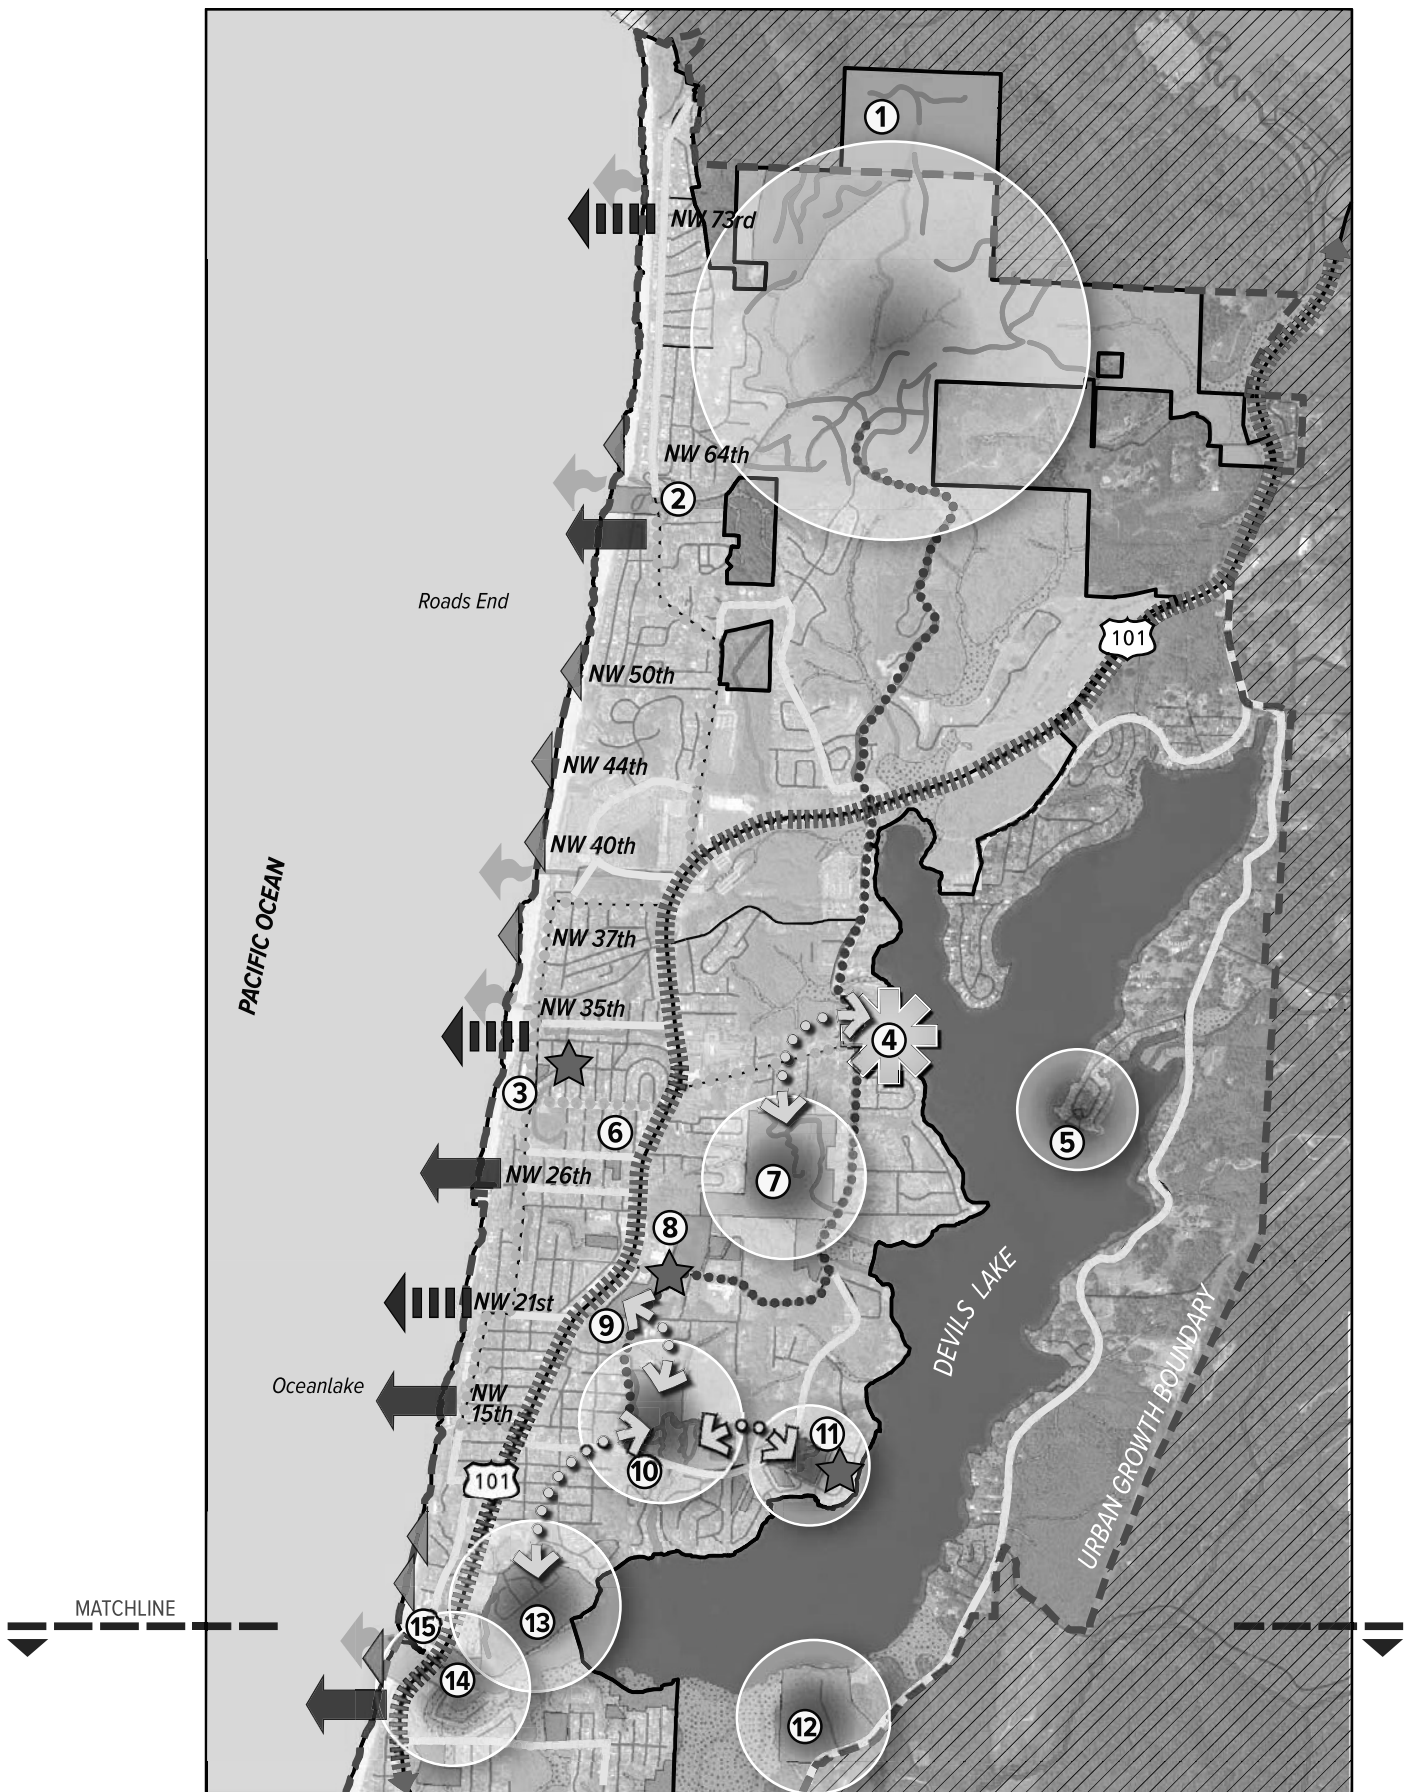 1
NW 73rd
NW 64th
2
Roads End
101
NW 50th
NW 44th
NW 40th
PACIFIC OCEAN
NW 37th
NW 35th
4
3
6
5
NW 26th
7
8
NW 21st
9
DEVILS LAKE
URBAN GROWTH BOUNDARY
Oceanlake
NW
15th
11
10
101
MATCHLINE
15
13
14
12